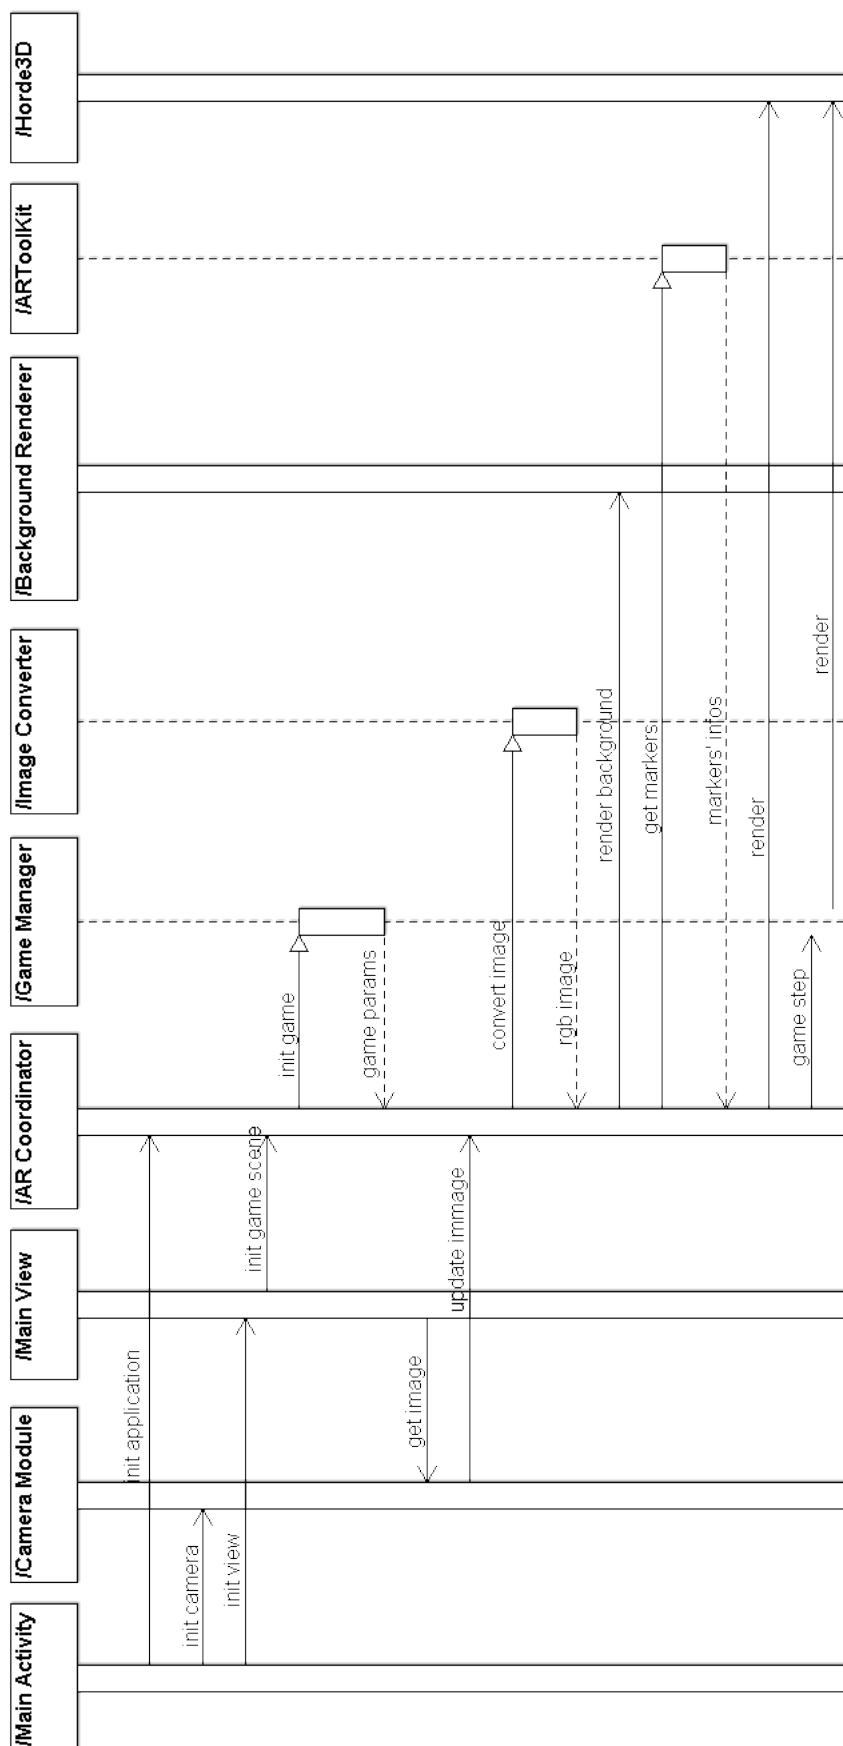 /Main Activity
/Camera Module
/Main View
/AR Coordinator
/Game Manager
/Image Converter
/Background Renderer
/ARToolKit
/Horde3D
init application
init camera
init view
init game scene
init game
game params
get image
update immage
convert image
rgb image
render background
get markers
markers' infos
render
game step
render